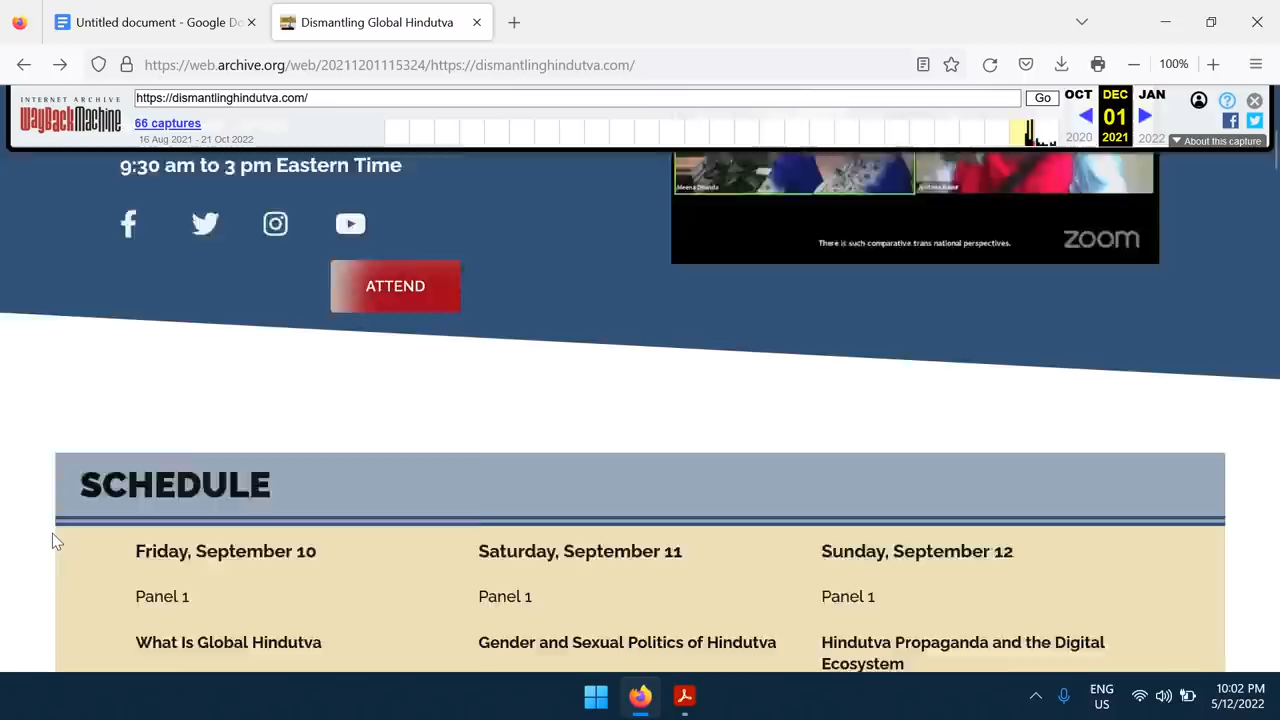 Untitled document - Google Do
Dismantling Global Hindutva
https://web.archive.org/web/20211201115324/https://dismantlinghindutva.com/
100%
INTERNET ARCHIVE
WayBackMachine
https://dismantlinghindutva.com/
Go
66 captures
16 Aug 2021 - 21 Oct 2022
OCT DEC JAN
01
2020 2021 2022
About this capture
9:30 am to 3 pm Eastern Time
Meena Dhanda
There is such comparative trans national perspectives.
zoom
ATTEND
SCHEDULE
Friday, September 10
Panel 1
What Is Global Hindutva
Saturday, September 11
Panel 1
Gender and Sexual Politics of Hindutva
Sunday, September 12
Panel 1
Hindutva Propaganda and the Digital
Ecosystem
ENG
US
10:02 PM
5/12/2022